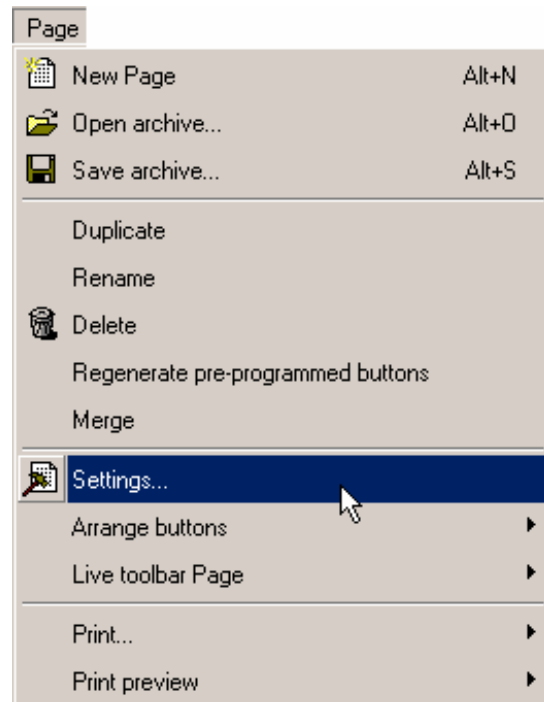 Page
New Page Alt+N
Open archive... Alt+O
Save archive... Alt+S
Duplicate
Rename
Delete
Regenerate pre-programmed buttons
Merge
Settings...
Arrange buttons
Live toolbar Page
Print...
Print preview